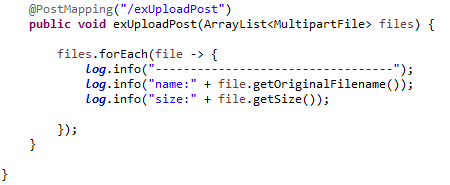 @PostMapping("/exUploadPost")
public void exUploadPost(ArrayList<MultipartFile> files) {
files.forEach(file -> {
log.info("----------------------------------");
log.info("name:" + file.getOriginalFilename());
log.info("size:" + file.getSize());
});
}
}